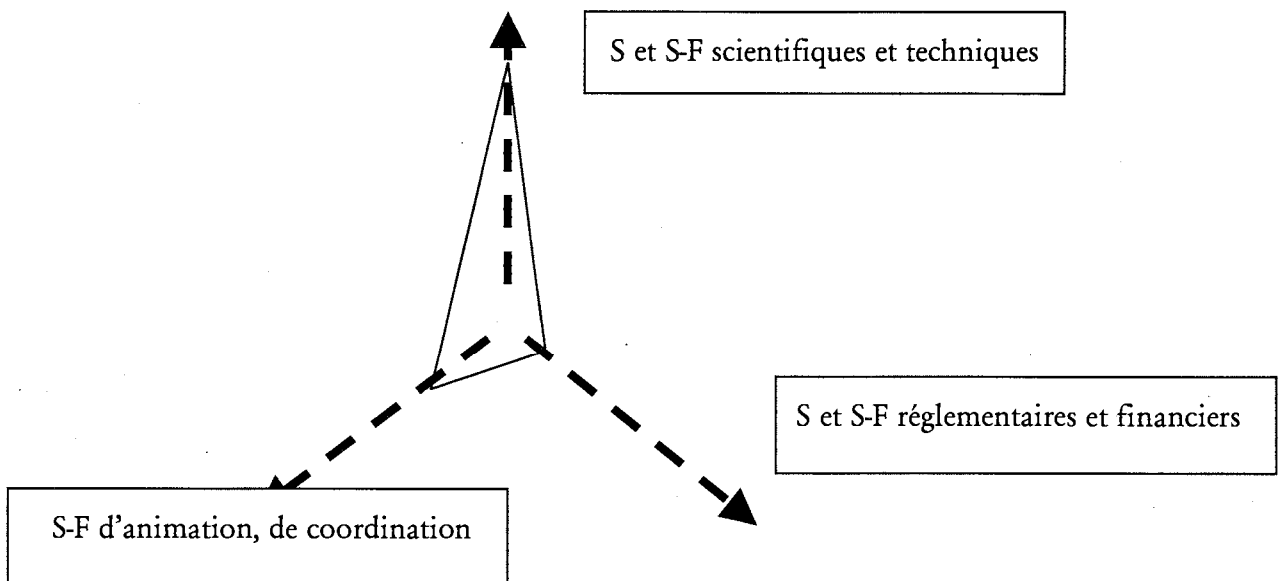 S et S-F scientifiques et techniques
S et S-F réglementaires et financiers
S-F d'animation, de coordination